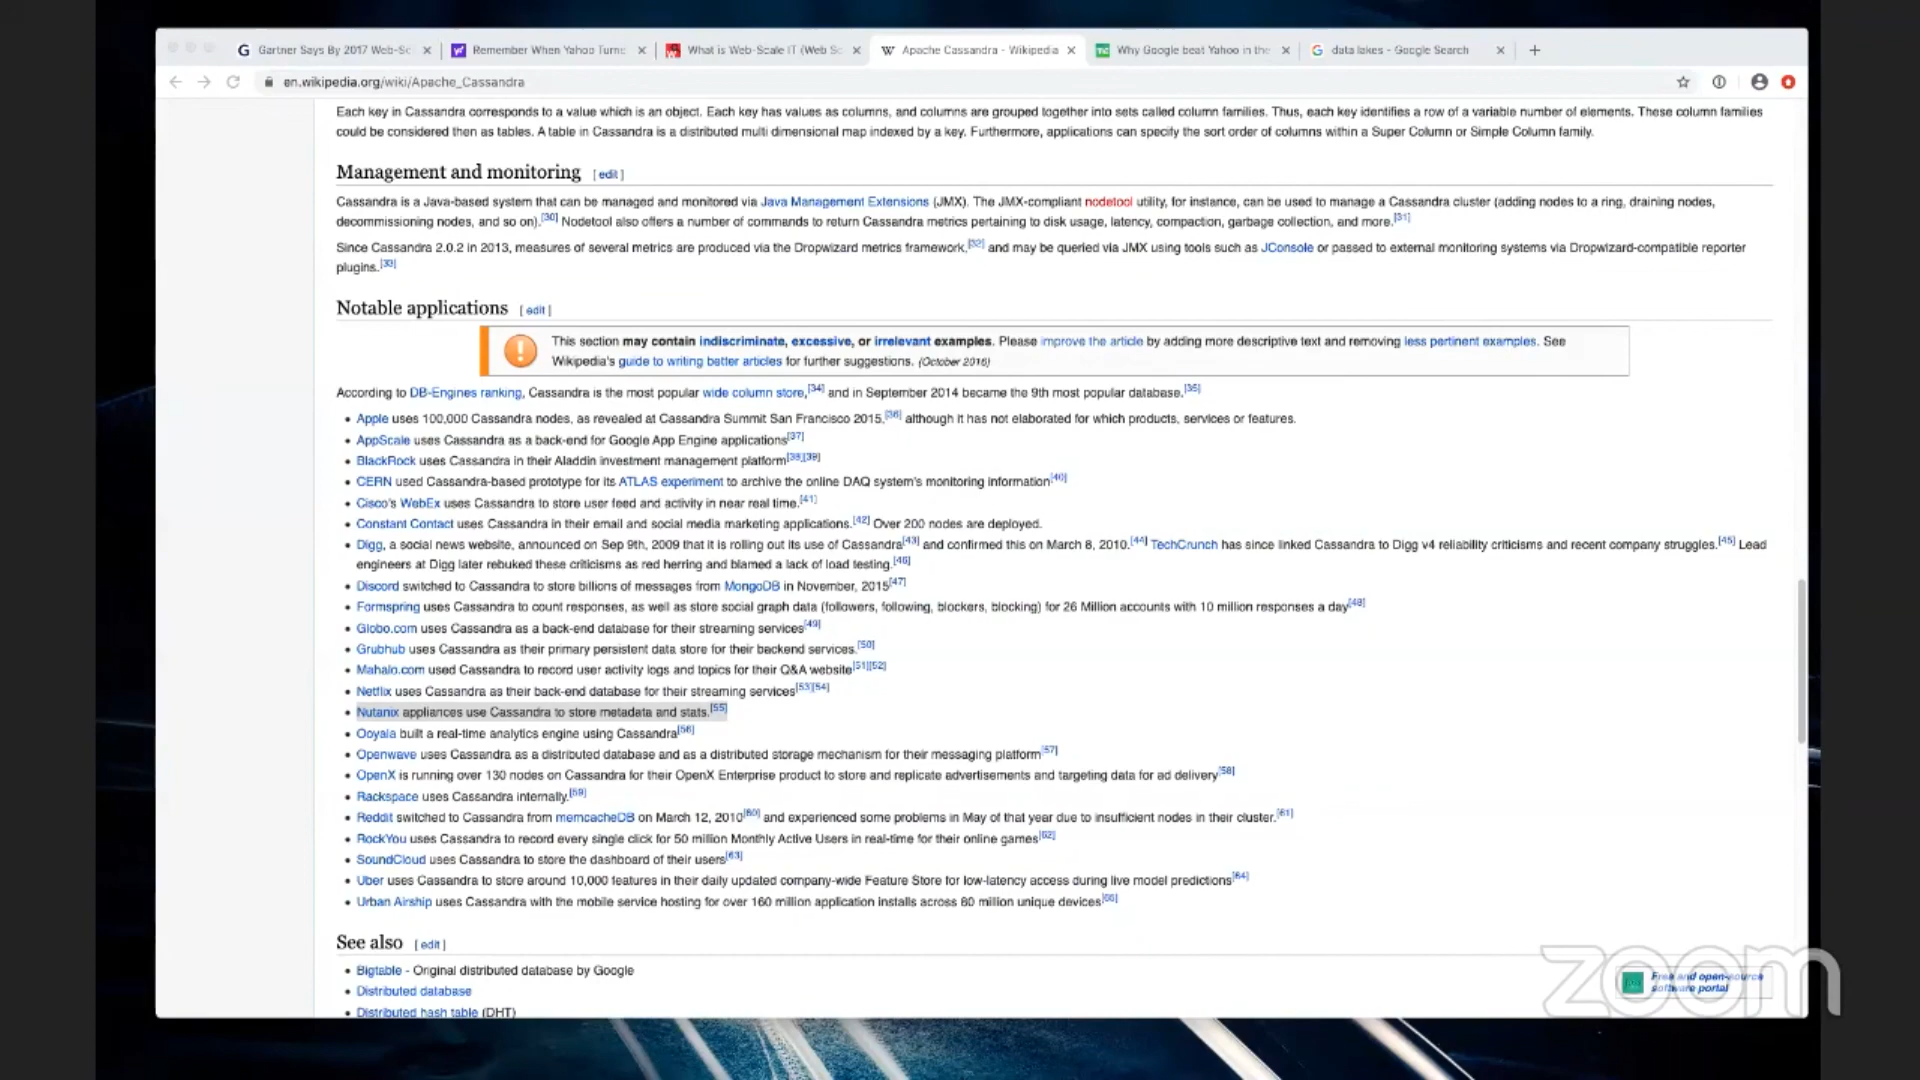 Gartner Says By 2017 Web-Sc
Remember When Yahoo Turne
What is Web-Scale IT (Web Sc
Apache Cassandra - Wikipedia
Why Google beat Yahoo in the
data lakes - Google Search
en.wikipedia.org/wiki/Apache_Cassandra
Each key in Cassandra corresponds to a value which is an object. Each key has values as columns, and columns are grouped together into sets called column families. Thus, each key identifies a row of a variable number of elements. These column families
could be considered then as tables. A table in Cassandra is a distributed multi dimensional map indexed by a key. Furthermore, applications can specify the sort order of columns within a Super Column or Simple Column family.
Management and monitoring [ edit ]
Cassandra is a Java-based system that can be managed and monitored via Java Management Extensions (JMX). The JMX-compliant nodetool utility, for instance, can be used to manage a Cassandra cluster (adding nodes to a ring, draining nodes,
decommissioning nodes, and so on).[30] Nodetool also offers a number of commands to return Cassandra metrics pertaining to disk usage, latency, compaction, garbage collection, and more.[31]
Since Cassandra 2.0.2 in 2013, measures of several metrics are produced via the Dropwizard metrics framework,[32] and may be queried via JMX using tools such as JConsole or passed to external monitoring systems via Dropwizard-compatible reporter
plugins.[33]
Notable applications [ edit ]
This section may contain indiscriminate, excessive, or irrelevant examples. Please improve the article by adding more descriptive text and removing less pertinent examples. See
Wikipedia's guide to writing better articles for further suggestions. (October 2016)
According to DB-Engines ranking, Cassandra is the most popular wide column store,[34] and in September 2014 became the 9th most popular database.[35]
• Apple uses 100,000 Cassandra nodes, as revealed at Cassandra Summit San Francisco 2015,[36] although it has not elaborated for which products, services or features.
• AppScale uses Cassandra as a back-end for Google App Engine applications[37]
• BlackRock uses Cassandra in their Aladdin investment management platform[38][39]
• CERN used Cassandra-based prototype for its ATLAS experiment to archive the online DAQ system's monitoring information[40]
• Cisco's WebEx uses Cassandra to store user feed and activity in near real time.[41]
• Constant Contact uses Cassandra in their email and social media marketing applications.[42] Over 200 nodes are deployed.
• Digg, a social news website, announced on Sep 9th, 2009 that it is rolling out its use of Cassandra[43] and confirmed this on March 8, 2010.[44] TechCrunch has since linked Cassandra to Digg v4 reliability criticisms and recent company struggles.[45] Lead
engineers at Digg later rebuked these criticisms as red herring and blamed a lack of load testing.[46]
• Discord switched to Cassandra to store billions of messages from MongoDB in November, 2015[47]
• Formspring uses Cassandra to count responses, as well as store social graph data (followers, following, blockers, blocking) for 26 Million accounts with 10 million responses a day[48]
• Globo.com uses Cassandra as a back-end database for their streaming services[49]
• Grubhub uses Cassandra as their primary persistent data store for their backend services.[50]
• Mahalo.com used Cassandra to record user activity logs and topics for their Q&A website[51][52]
• Netflix uses Cassandra as their back-end database for their streaming services[53][54]
• Nutanix appliances use Cassandra to store metadata and stats.[55]
• Ooyala built a real-time analytics engine using Cassandra[56]
• Openwave uses Cassandra as a distributed database and as a distributed storage mechanism for their messaging platform[57]
• OpenX is running over 130 nodes on Cassandra for their OpenX Enterprise product to store and replicate advertisements and targeting data for ad delivery[58]
• Rackspace uses Cassandra internally.[59]
• Reddit switched to Cassandra from memcacheDB on March 12, 2010[60] and experienced some problems in May of that year due to insufficient nodes in their cluster.[61]
• RockYou uses Cassandra to record every single click for 50 million Monthly Active Users in real-time for their online games[62]
• SoundCloud uses Cassandra to store the dashboard of their users[63]
• Uber uses Cassandra to store around 10,000 features in their daily updated company-wide Feature Store for low-latency access during live model predictions[64]
• Urban Airship uses Cassandra with the mobile service hosting for over 160 million application installs across 80 million unique devices[65]
See also [ edit ]
• Bigtable - Original distributed database by Google
• Distributed database
• Distributed hash table (DHT)
Free and open-source
software portal
zoom